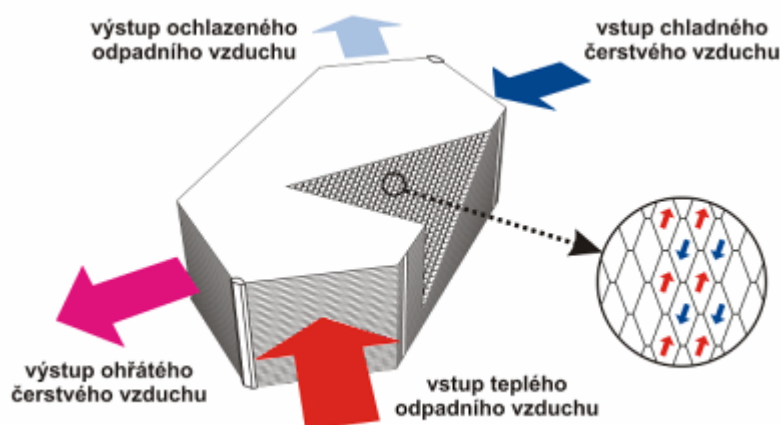 výstup ochlazeného
odpadního vzduchu
vstup chladného
čerstvého vzduchu
výstup ohřátého
čerstvého vzduchu
vstup teplého
odpadního vzduchu